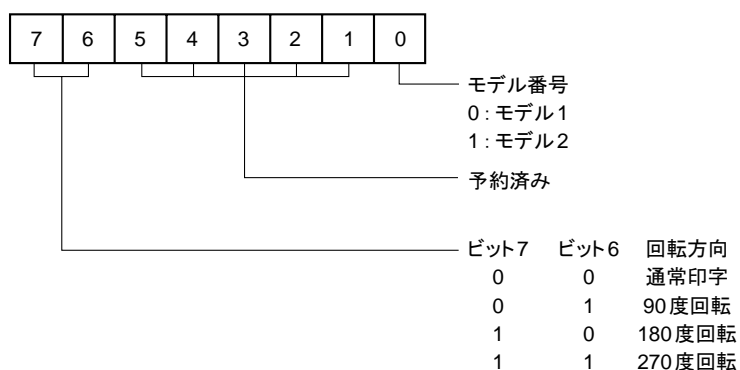 7 6 5 4 3 2 1 0
モデル番号
0 : モデル1
1 : モデル2
予約済み
ビット7 ビット6 回転方向
0 0 通常印字
0 1 90度回転
1 0 180度回転
1 1 270度回転